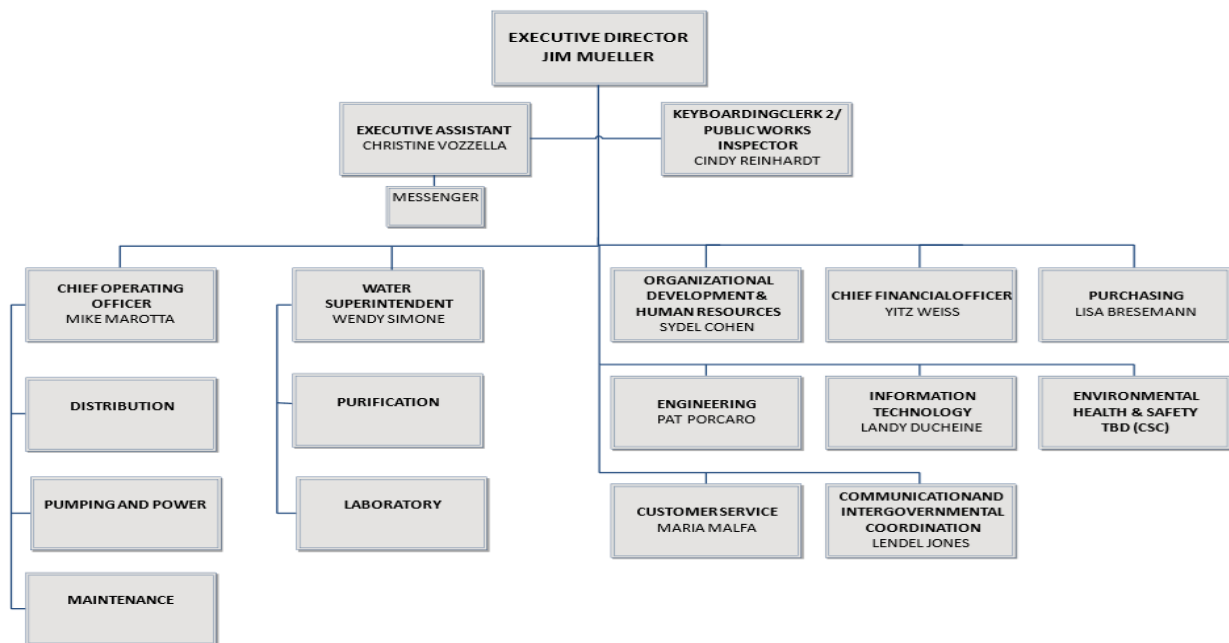 EXECUTIVE DIRECTOR
JIM MUELLER
EXECUTIVE ASSISTANT
CHRISTINE VOZZELLA
KEYBOARDINGCLERK 2/
PUBLIC WORKS
INSPECTOR
CINDY REINHARDT
MESSENGER
CHIEF OPERATING
OFFICER
MIKE MAROTTA
WATER
SUPERINTENDENT
WENDY SIMONE
ORGANIZATIONAL
DEVELOPMENT &
HUMAN RESOURCES
SYDEL COHEN
CHIEF FINANCIALOFFICER
YITZ WEISS
PURCHASING
LISA BRESEMANN
DISTRIBUTION
PURIFICATION
ENGINEERING
PAT PORCARO
INFORMATION
TECHNOLOGY
LANDY DUCHEINE
ENVIRONMENTAL
HEALTH & SAFETY
TBD (CSC)
PUMPING AND POWER
LABORATORY
CUSTOMER SERVICE
MARIA MALFA
COMMUNICATIONAND
INTERGOVERNMENTAL
COORDINATION
LENDEL JONES
MAINTENANCE